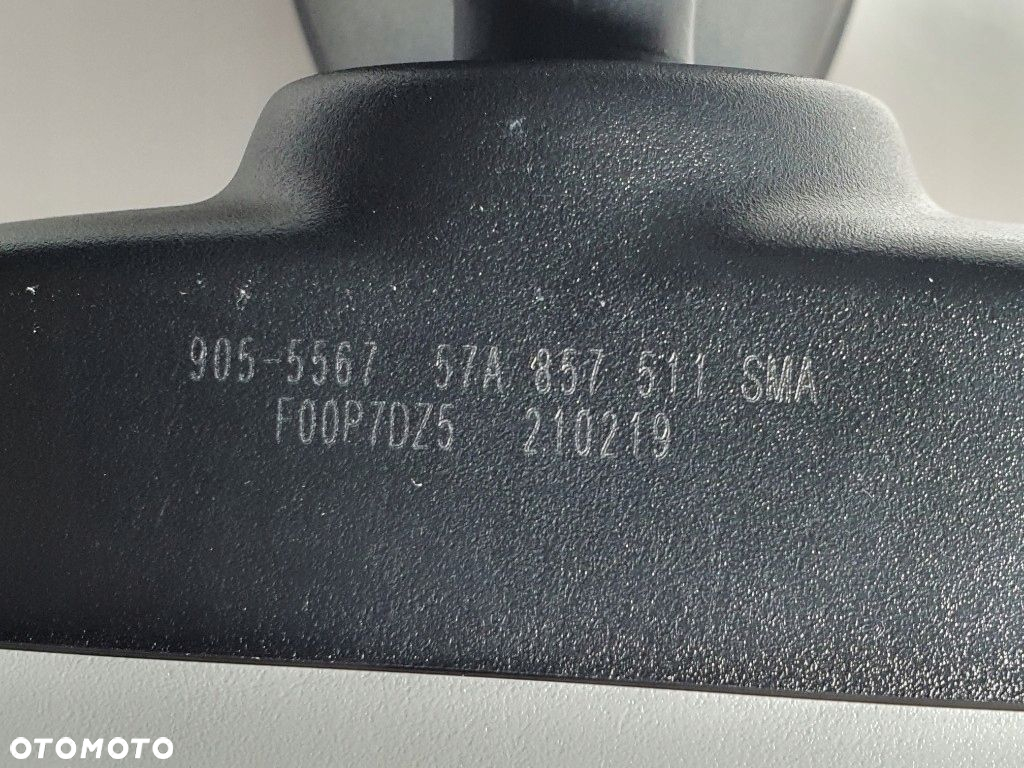 905-5567 57A 857 511 SMA
F00P7DZ5 210219
OTOMOTO